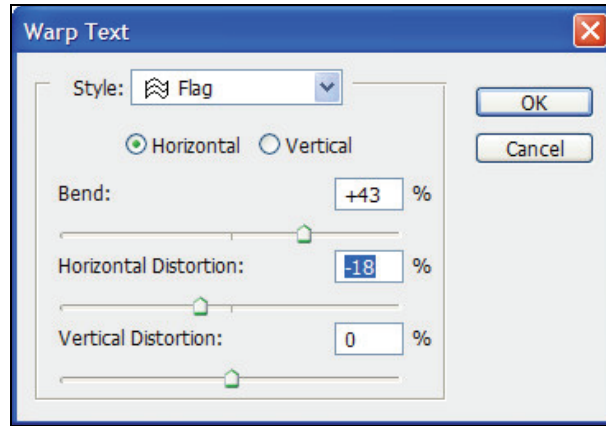 Warp Text
Style: Flag
OK
Horizontal Vertical
Cancel
Bend: +43 %
Horizontal Distortion: -18 %
Vertical Distortion: 0 %